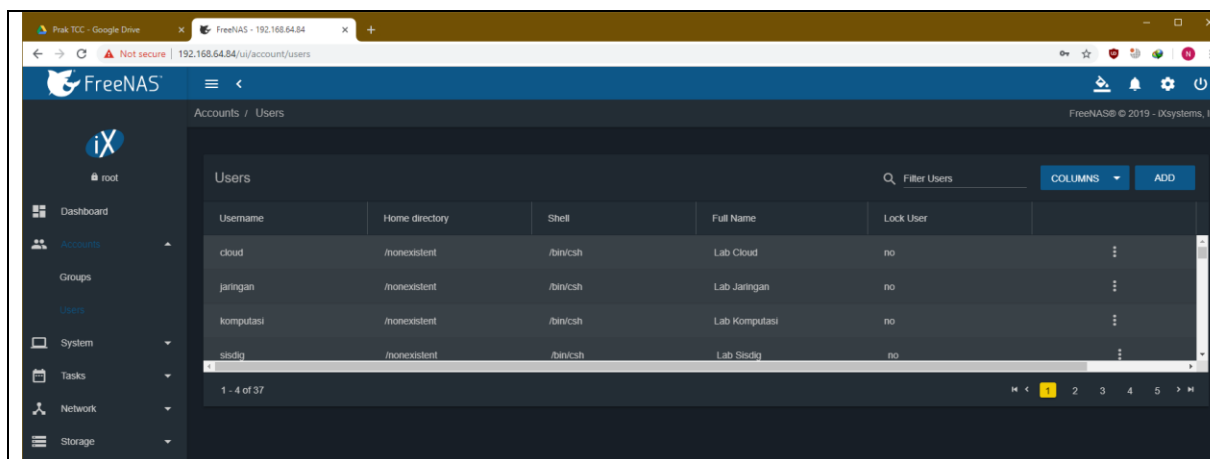 Prak TCC - Google Drive
FreeNAS - 192.168.64.84
Not secure | 192.168.64.84/ui/account/users
N
FreeNAS®
Accounts / Users
FreeNAS® © 2019 - iXsystems,
iX
root
Users
Filter Users
COLUMNS
ADD
Dashboard
Username Home directory Shell Full Name Lock User
Accounts
cloud /nonexistent /bin/csh Lab Cloud no
Groups
jaringan /nonexistent /bin/csh Lab Jaringan no
Users
komputasi /nonexistent /bin/csh Lab Komputasi no
System
sisdig /nonexistent /bin/csh Lab Sisdig no
Tasks
1 - 4 of 37
1 2 3 4 5
Network
Storage